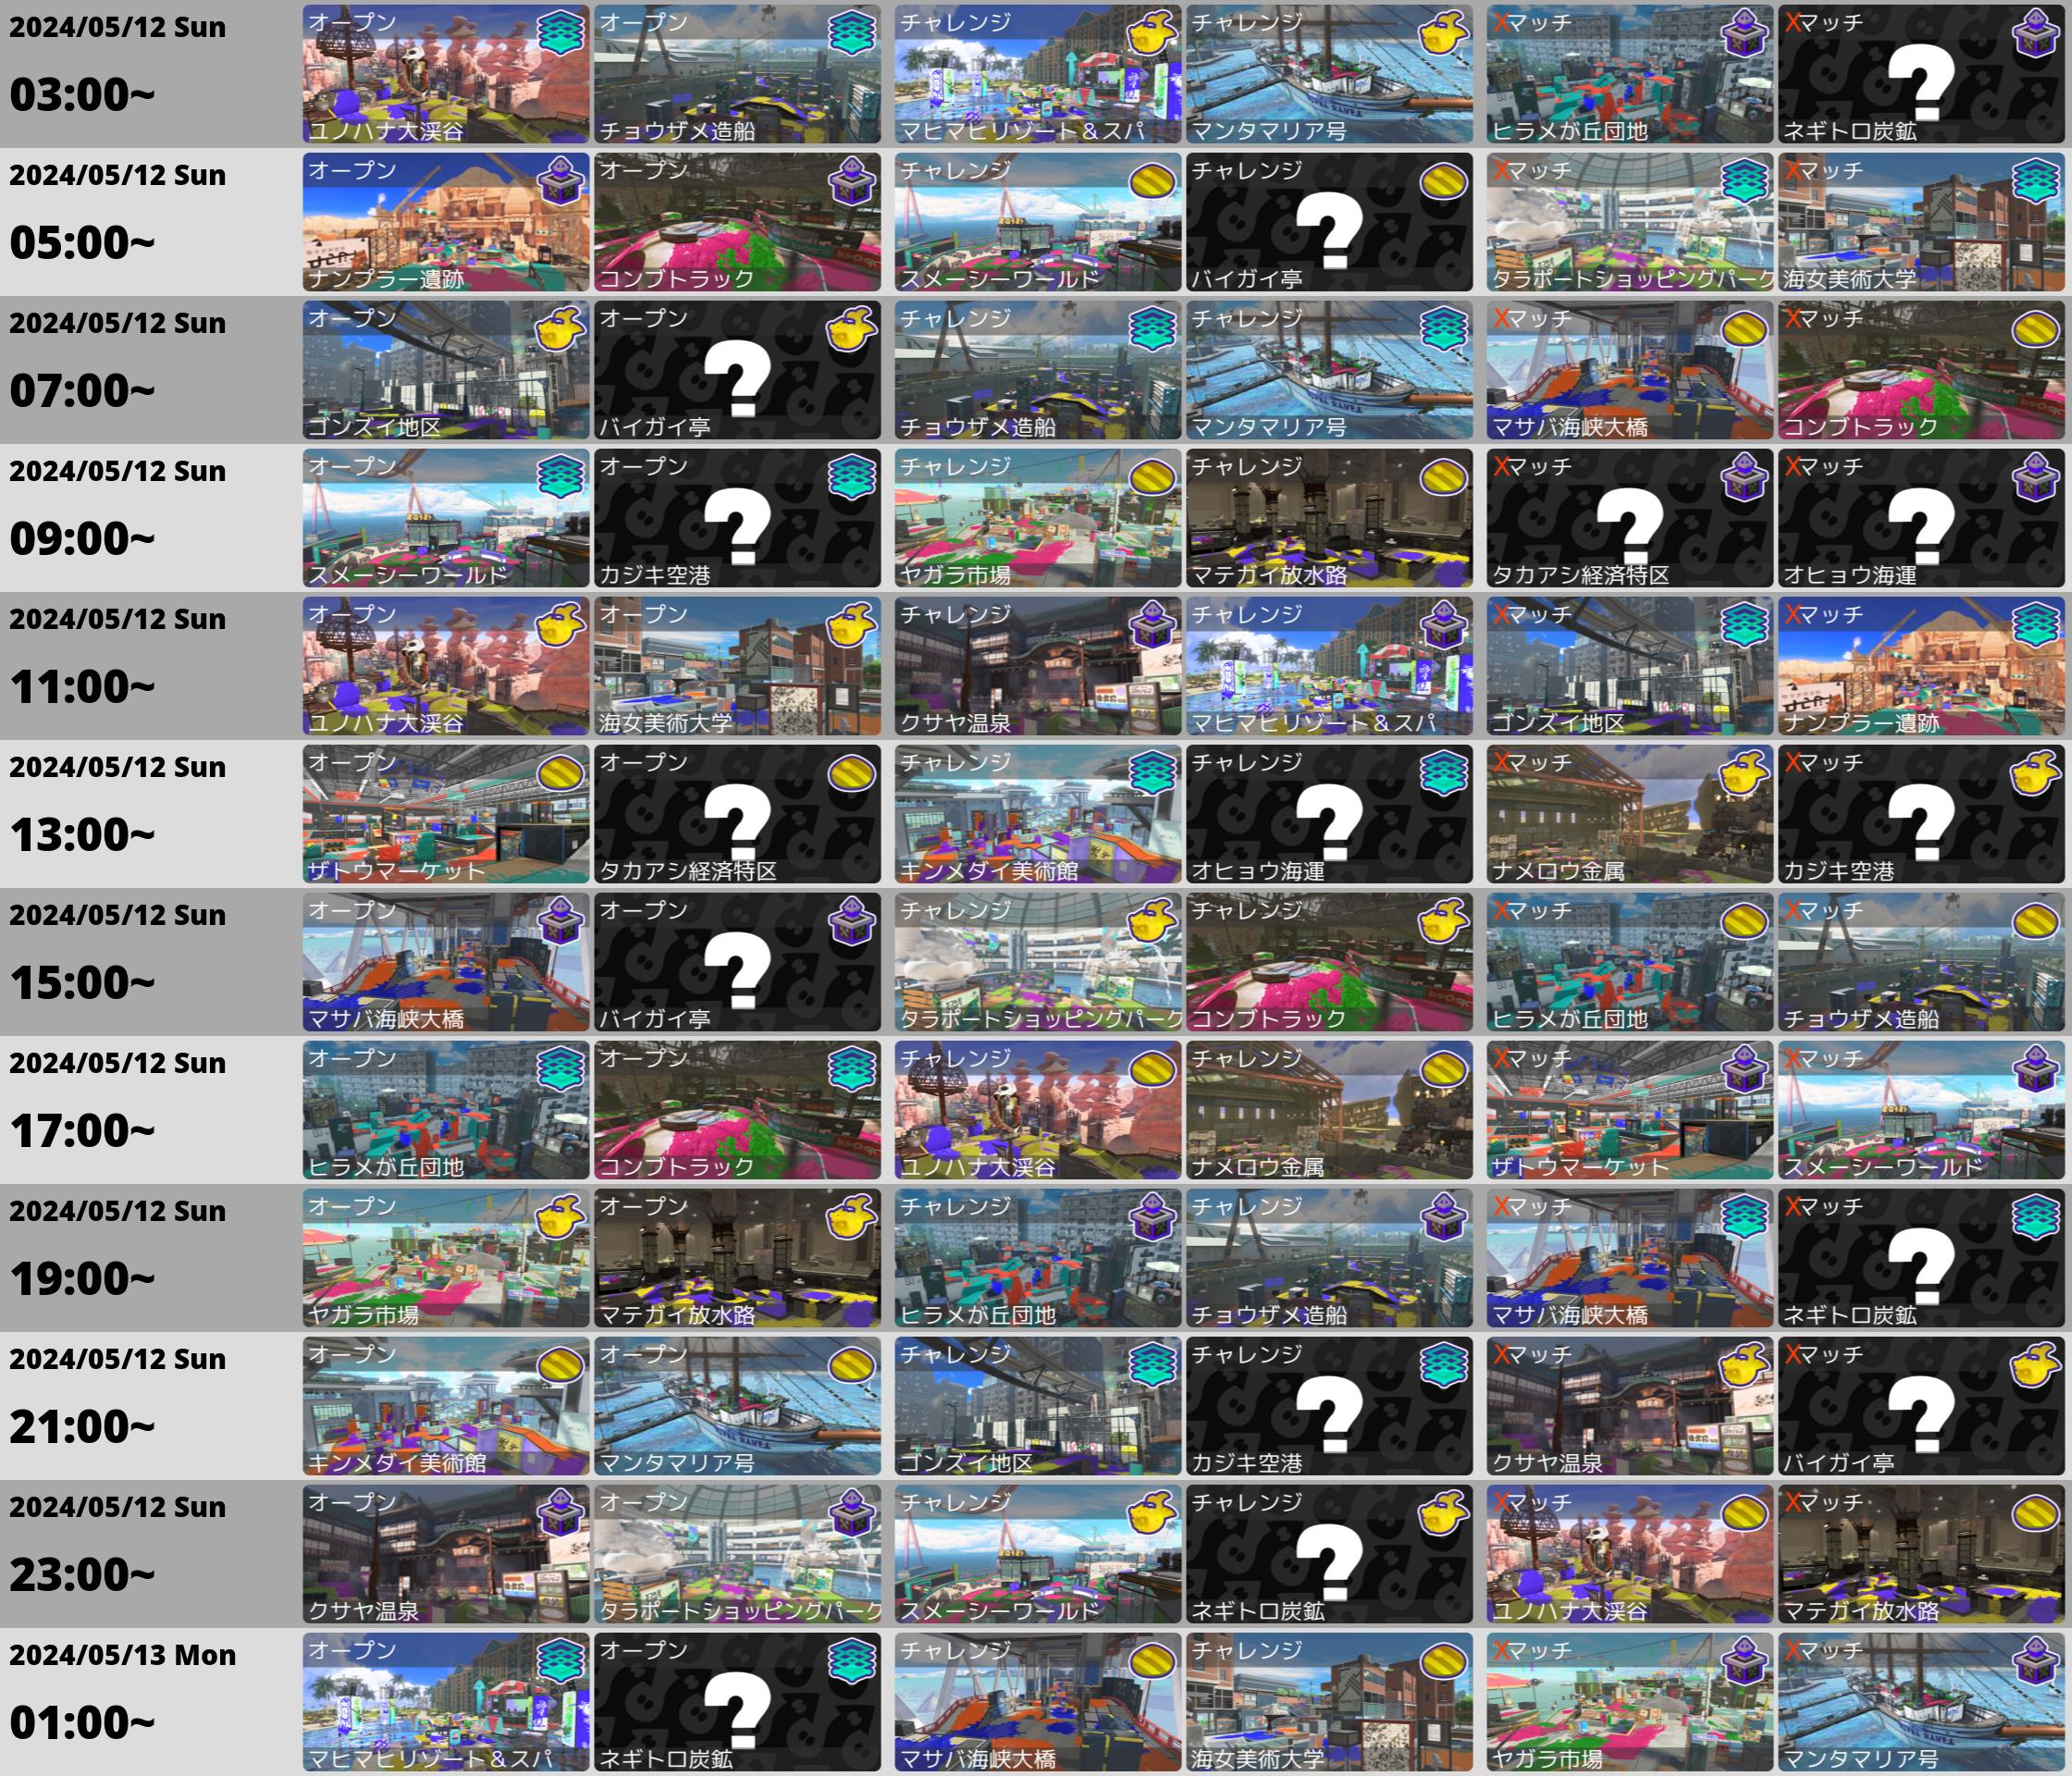 2024/05/12 Sun
03:00~
オープン
ユノハナ大渓谷
オープン
チョウザメ造船
チャレンジ
マヒマヒリゾート＆スパ
チャレンジ
マンタマリア号
Xマッチ
ヒラメが丘団地
Xマッチ
ネギトロ炭鉱
2024/05/12 Sun
05:00~
オープン
ナンプラー遺跡
オープン
コンブトラック
チャレンジ
スメーシーワールド
チャレンジ
バイガイ亭
Xマッチ
タラポートショッピングパーク
Xマッチ
海女美術大学
2024/05/12 Sun
07:00~
オープン
ゴンズイ地区
オープン
バイガイ亭
チャレンジ
チョウザメ造船
チャレンジ
マンタマリア号
Xマッチ
マサバ海峡大橋
Xマッチ
コンブトラック
2024/05/12 Sun
09:00~
オープン
スメーシーワールド
オープン
カジキ空港
チャレンジ
ヤガラ市場
チャレンジ
マテガイ放水路
Xマッチ
タカアシ経済特区
Xマッチ
オヒョウ海運
2024/05/12 Sun
11:00~
オープン
ユノハナ大渓谷
オープン
海女美術大学
チャレンジ
クサヤ温泉
チャレンジ
マヒマヒリゾート＆スパ
Xマッチ
ゴンズイ地区
Xマッチ
ナンプラー遺跡
2024/05/12 Sun
13:00~
オープン
ザトウマーケット
オープン
タカアシ経済特区
チャレンジ
キンメダイ美術館
チャレンジ
オヒョウ海運
Xマッチ
ナメロウ金属
Xマッチ
カジキ空港
2024/05/12 Sun
15:00~
オープン
マサバ海峡大橋
オープン
バイガイ亭
チャレンジ
タラポートショッピングパーク
チャレンジ
コンブトラック
Xマッチ
ヒラメが丘団地
Xマッチ
チョウザメ造船
2024/05/12 Sun
17:00~
オープン
ヒラメが丘団地
オープン
コンブトラック
チャレンジ
ユノハナ大渓谷
チャレンジ
ナメロウ金属
Xマッチ
ザトウマーケット
Xマッチ
スメーシーワールド
2024/05/12 Sun
19:00~
オープン
ヤガラ市場
オープン
マテガイ放水路
チャレンジ
ヒラメが丘団地
チャレンジ
チョウザメ造船
Xマッチ
マサバ海峡大橋
Xマッチ
ネギトロ炭鉱
2024/05/12 Sun
21:00~
オープン
キンメダイ美術館
オープン
マンタマリア号
チャレンジ
ゴンズイ地区
チャレンジ
カジキ空港
Xマッチ
クサヤ温泉
Xマッチ
バイガイ亭
2024/05/12 Sun
23:00~
オープン
クサヤ温泉
オープン
タラポートショッピングパーク
チャレンジ
スメーシーワールド
チャレンジ
ネギトロ炭鉱
Xマッチ
ユノハナ大渓谷
Xマッチ
マテガイ放水路
2024/05/13 Mon
01:00~
オープン
マヒマヒリゾート＆スパ
オープン
ネギトロ炭鉱
チャレンジ
マサバ海峡大橋
チャレンジ
海女美術大学
Xマッチ
ヤガラ市場
Xマッチ
マンタマリア号